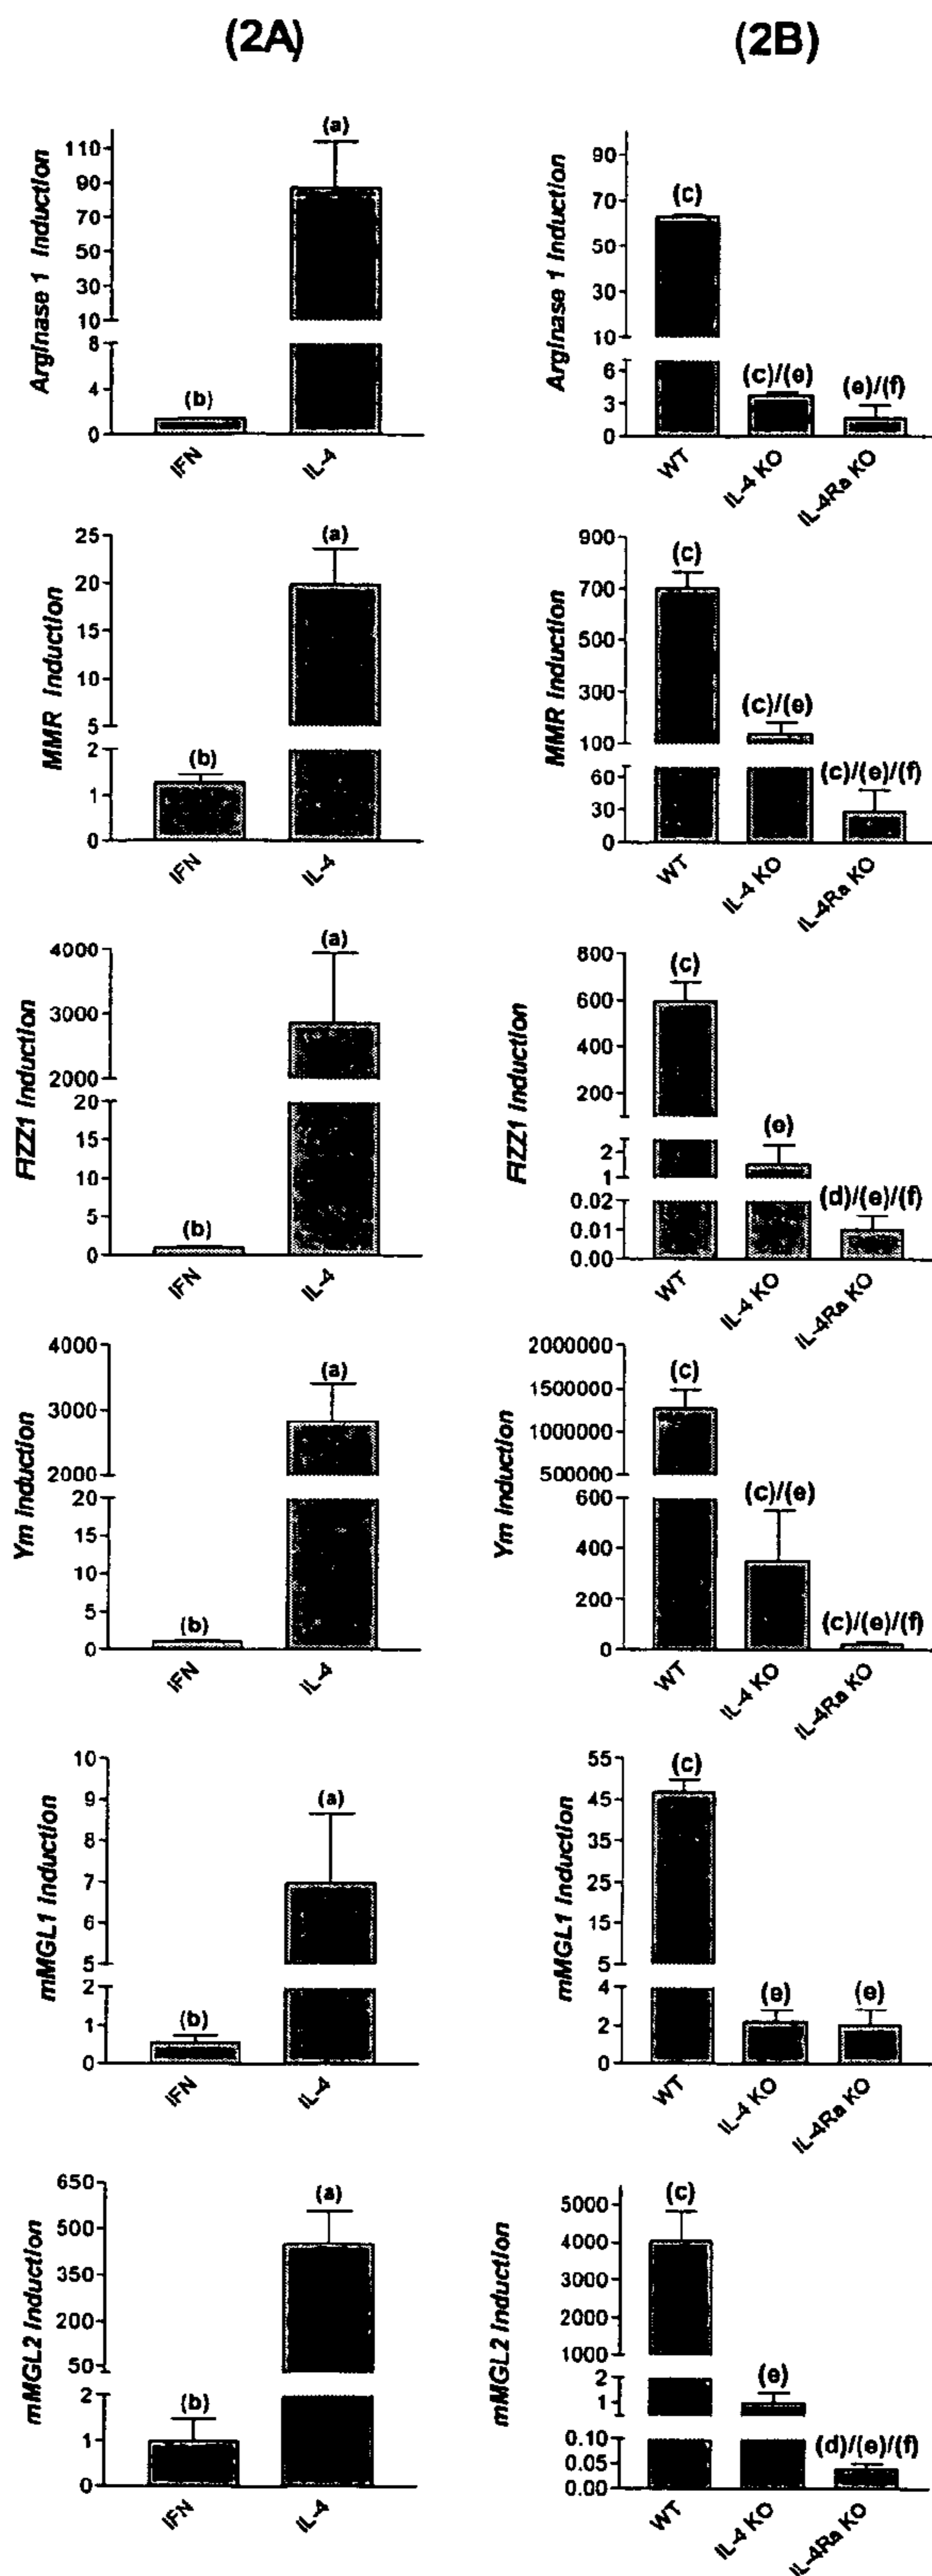 (2A)
(2B)
Arginase 1 Induction
110
90
70
50
30
10
8
4
0
(a)
(b)
IFN
IL-4
Arginase 1 Induction
90
70
50
30
10
6
3
0
(c)
(c)/(e)
(e)/(f)
WT
IL-4 KO
IL-4Ra KO
MMR Induction
25
20
15
10
5
2
1
0
(a)
(b)
IFN
IL-4
MMR Induction
900
700
500
300
100
60
30
0
(c)
(c)/(e)
(c)/(e)/(f)
WT
IL-4 KO
IL-4Ra KO
FIZZ1 Induction
4000
3000
2000
20
15
10
5
0
(a)
(b)
IFN
IL-4
FIZZ1 Induction
800
600
400
200
2
1
0.02
0.01
0.00
(c)
(e)
(d)/(e)/(f)
WT
IL-4 KO
IL-4Ra KO
Ym Induction
4000
3000
2000
20
15
10
5
0
(a)
(b)
IFN
IL-4
Ym Induction
2000000
1500000
1000000
500000
600
400
200
0
(c)
(c)/(e)
(c)/(e)/(f)
WT
IL-4 KO
IL-4Ra KO
mMGL1 Induction
10
9
8
7
6
5
2
1
0
(a)
(b)
IFN
IL-4
mMGL1 Induction
55
45
35
25
15
5
4
2
0
(c)
(e)
(e)
WT
IL-4 KO
IL-4Ra KO
mMGL2 Induction
650
500
350
200
50
2
1
0
(a)
(b)
IFN
IL-4
mMGL2 Induction
5000
4000
3000
2000
1000
2
1
0.10
0.05
0.00
(c)
(e)
(d)/(e)/(f)
WT
IL-4 KO
IL-4Ra KO